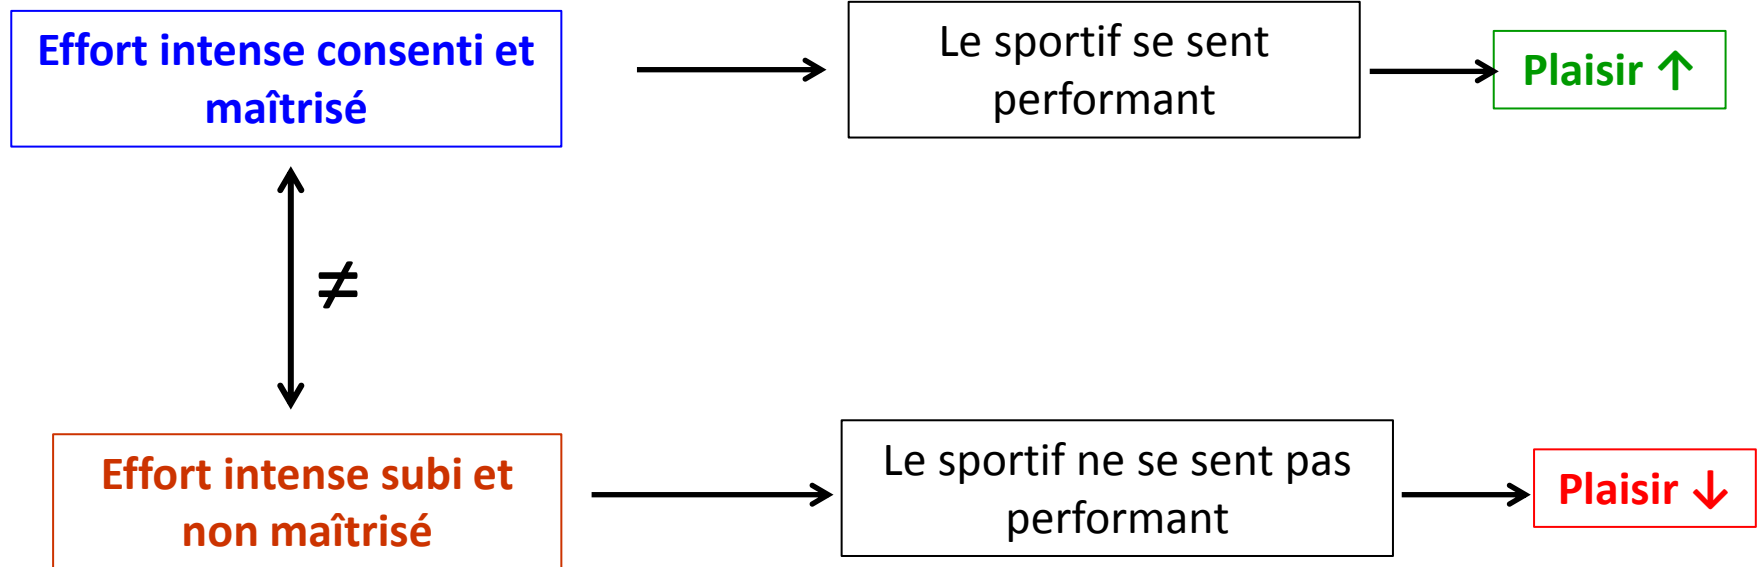 Effort intense consenti et
maîtrisé
Le sportif se sent
performant
Plaisir ↑
≠
Effort intense subi et
non maîtrisé
Le sportif ne se sent pas
performant
Plaisir ↓